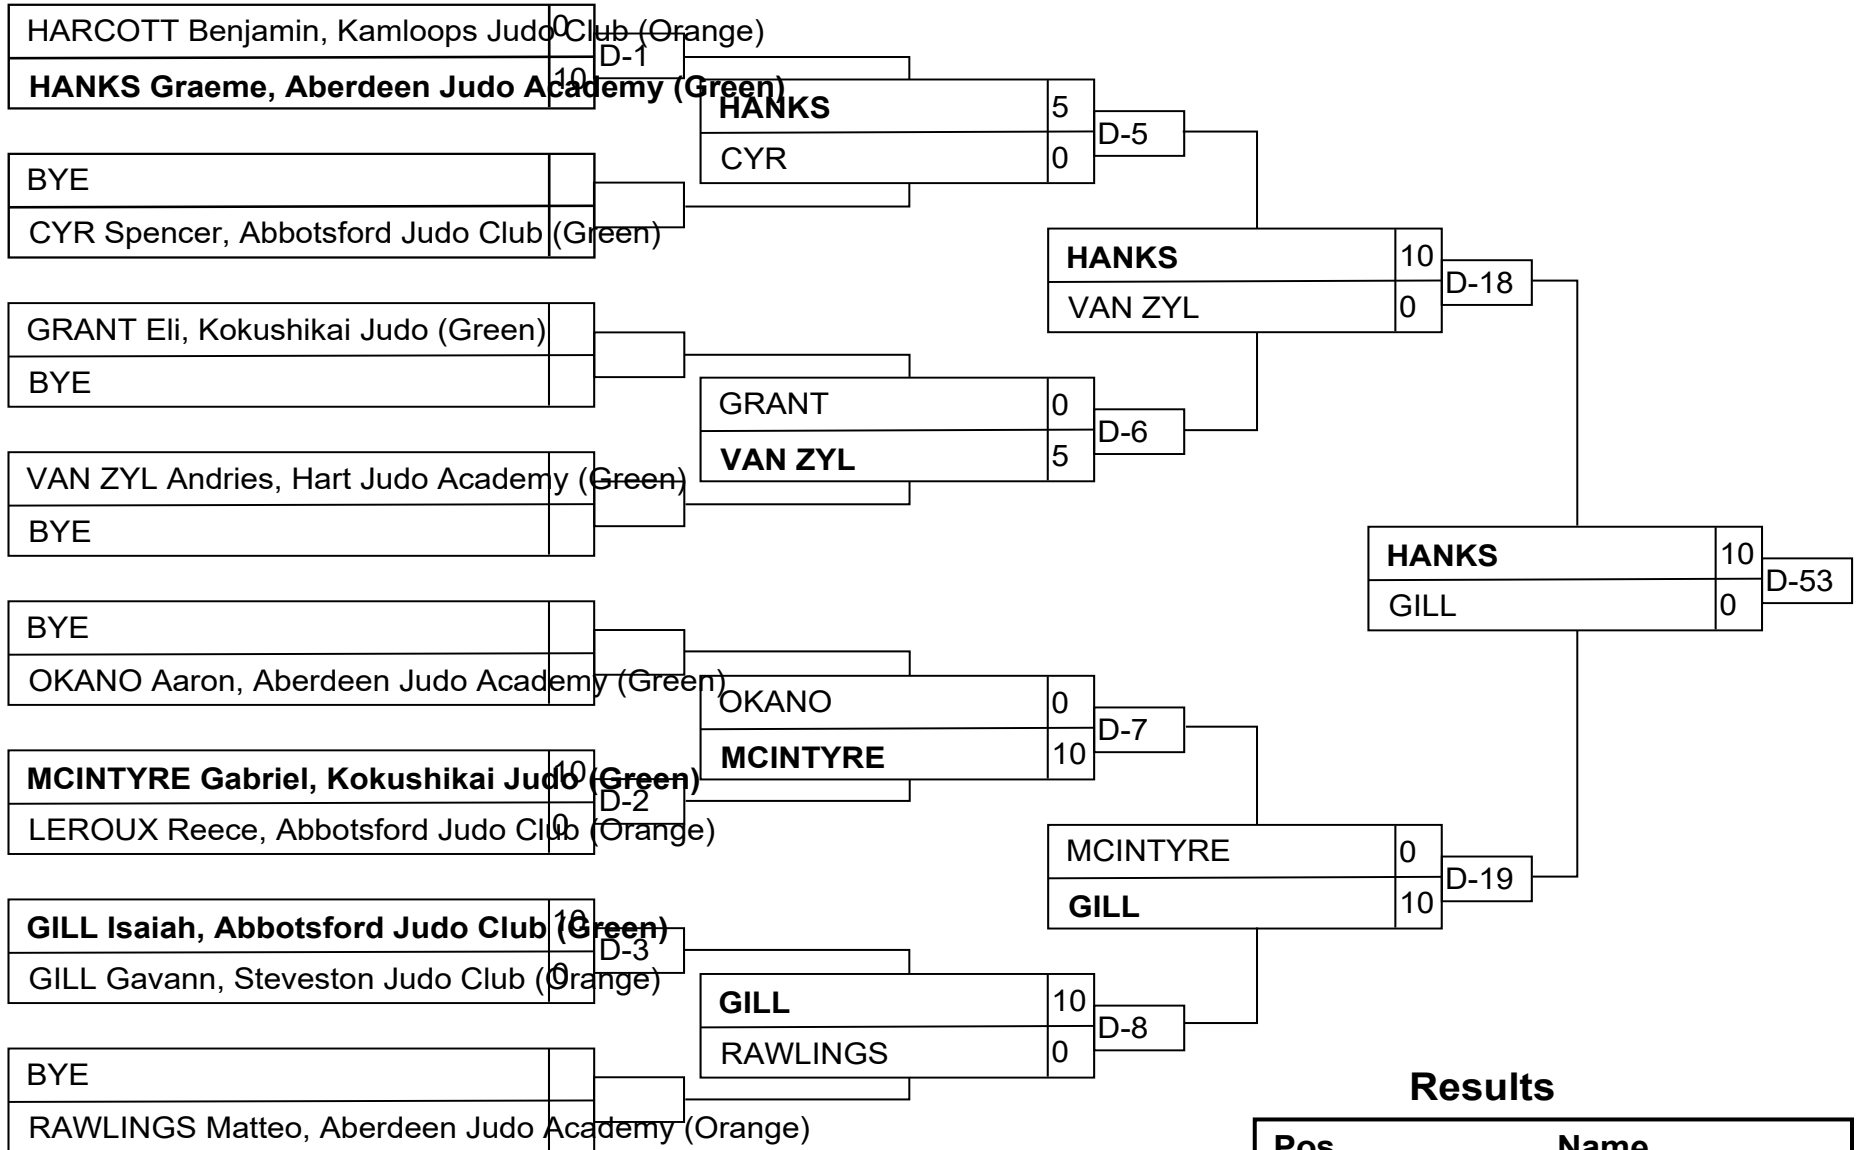 HARCOTT Benjamin, Kamloops Judo Club (Orange) 0
D-1
HANKS Graeme, Aberdeen Judo Academy (Green) 10
HANKS 5
D-5
CYR 0
BYE
CYR Spencer, Abbotsford Judo Club (Green)
HANKS 10
D-18
VAN ZYL 0
GRANT Eli, Kokushikai Judo (Green)
BYE
GRANT 0
D-6
VAN ZYL 5
VAN ZYL Andries, Hart Judo Academy (Green)
BYE
HANKS 10
D-53
GILL 0
BYE
OKANO Aaron, Aberdeen Judo Academy (Green)
OKANO 0
D-7
MCINTYRE 10
MCINTYRE Gabriel, Kokushikai Judo (Green) 10
D-2
LEROUX Reece, Abbotsford Judo Club (Orange) 0
MCINTYRE 0
D-19
GILL 10
GILL Isaiah, Abbotsford Judo Club (Green) 10
D-3
GILL Gavann, Steveston Judo Club (Orange) 0
GILL 10
D-8
RAWLINGS 0
BYE
RAWLINGS Matteo, Aberdeen Judo Academy (Orange)
Results
Pos Name